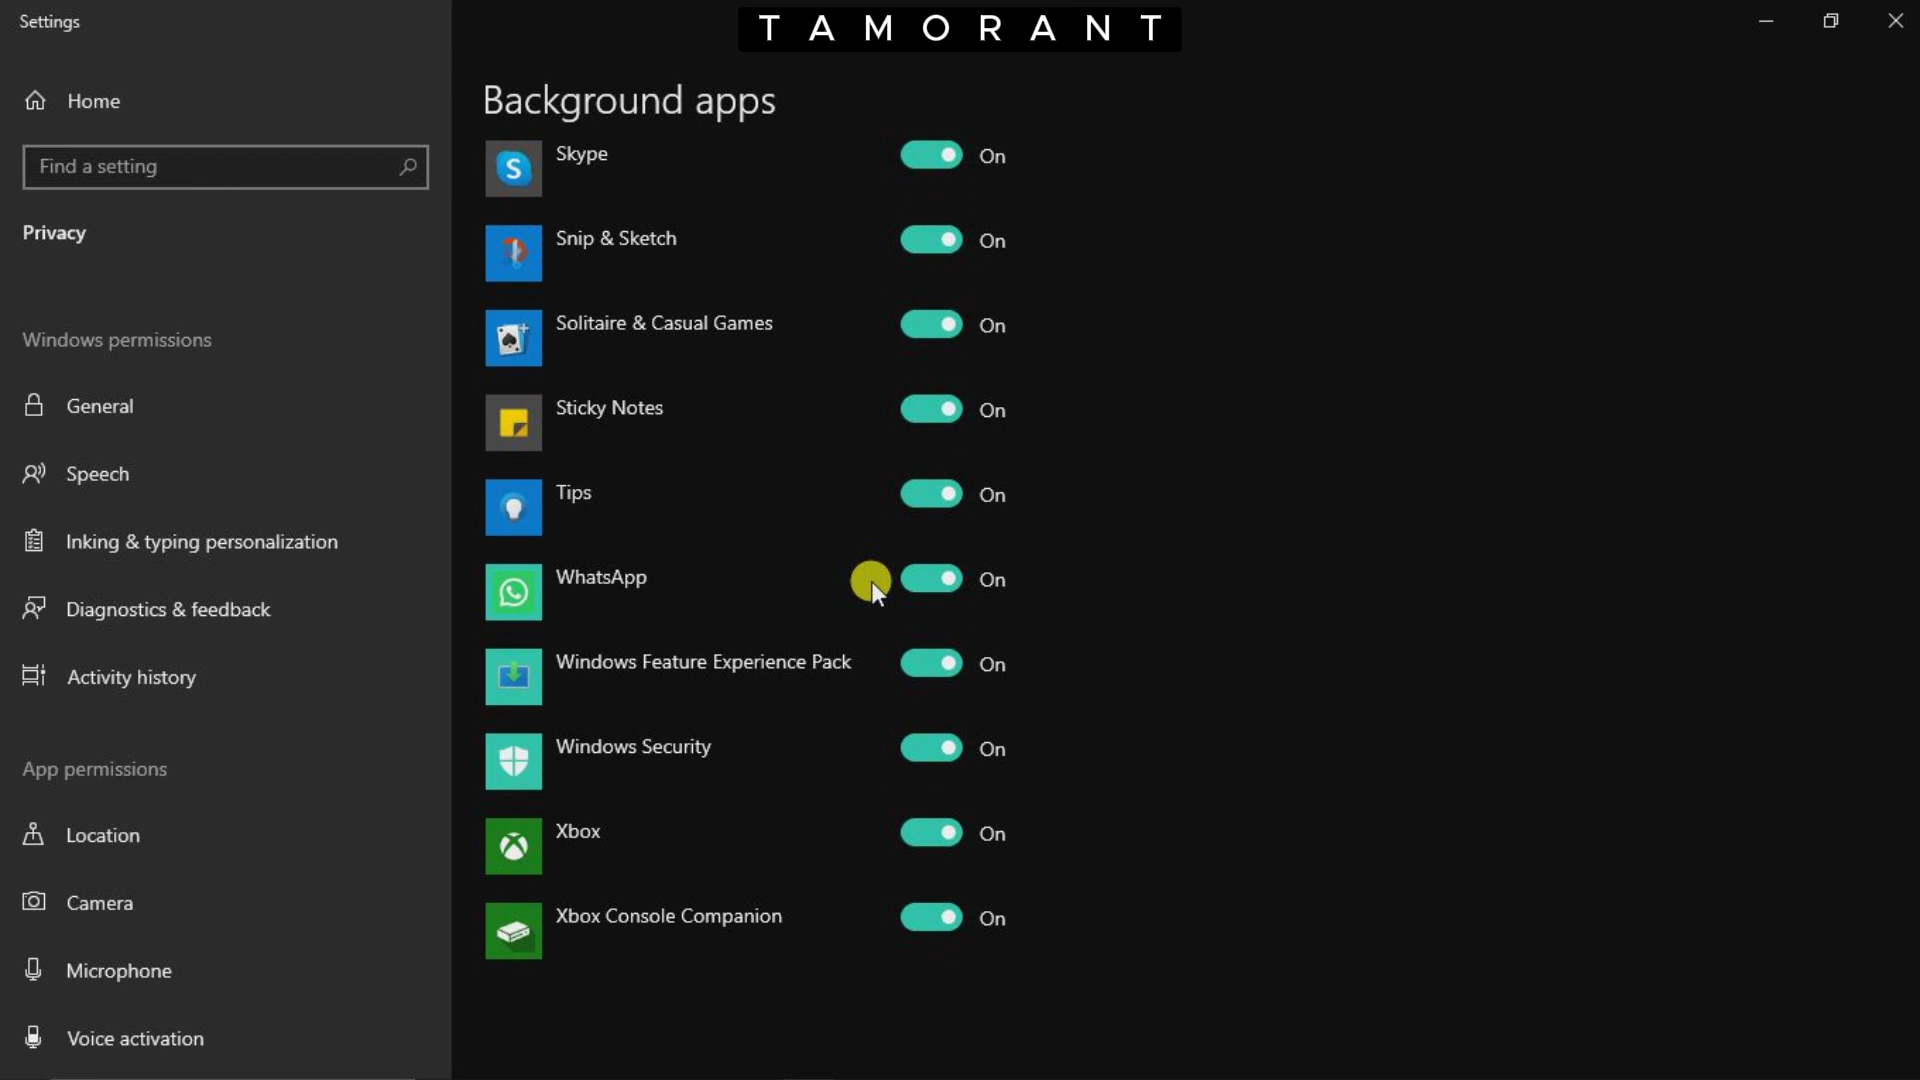 Settings
T A M O R A N T
Home
Find a setting
Privacy
Windows permissions
General
Speech
Inking & typing personalization
Diagnostics & feedback
Activity history
App permissions
Location
Camera
Microphone
Voice activation
Background apps
Skype On
Snip & Sketch On
Solitaire & Casual Games On
Sticky Notes On
Tips On
WhatsApp On
Windows Feature Experience Pack On
Windows Security On
Xbox On
Xbox Console Companion On